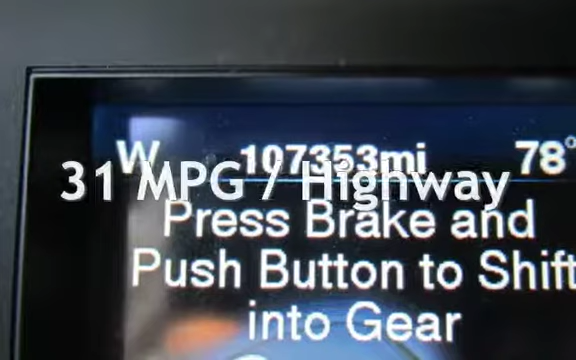 W 107353mi 78°
31 MPG / Highway
Press Brake and
Push Button to Shift
into Gear